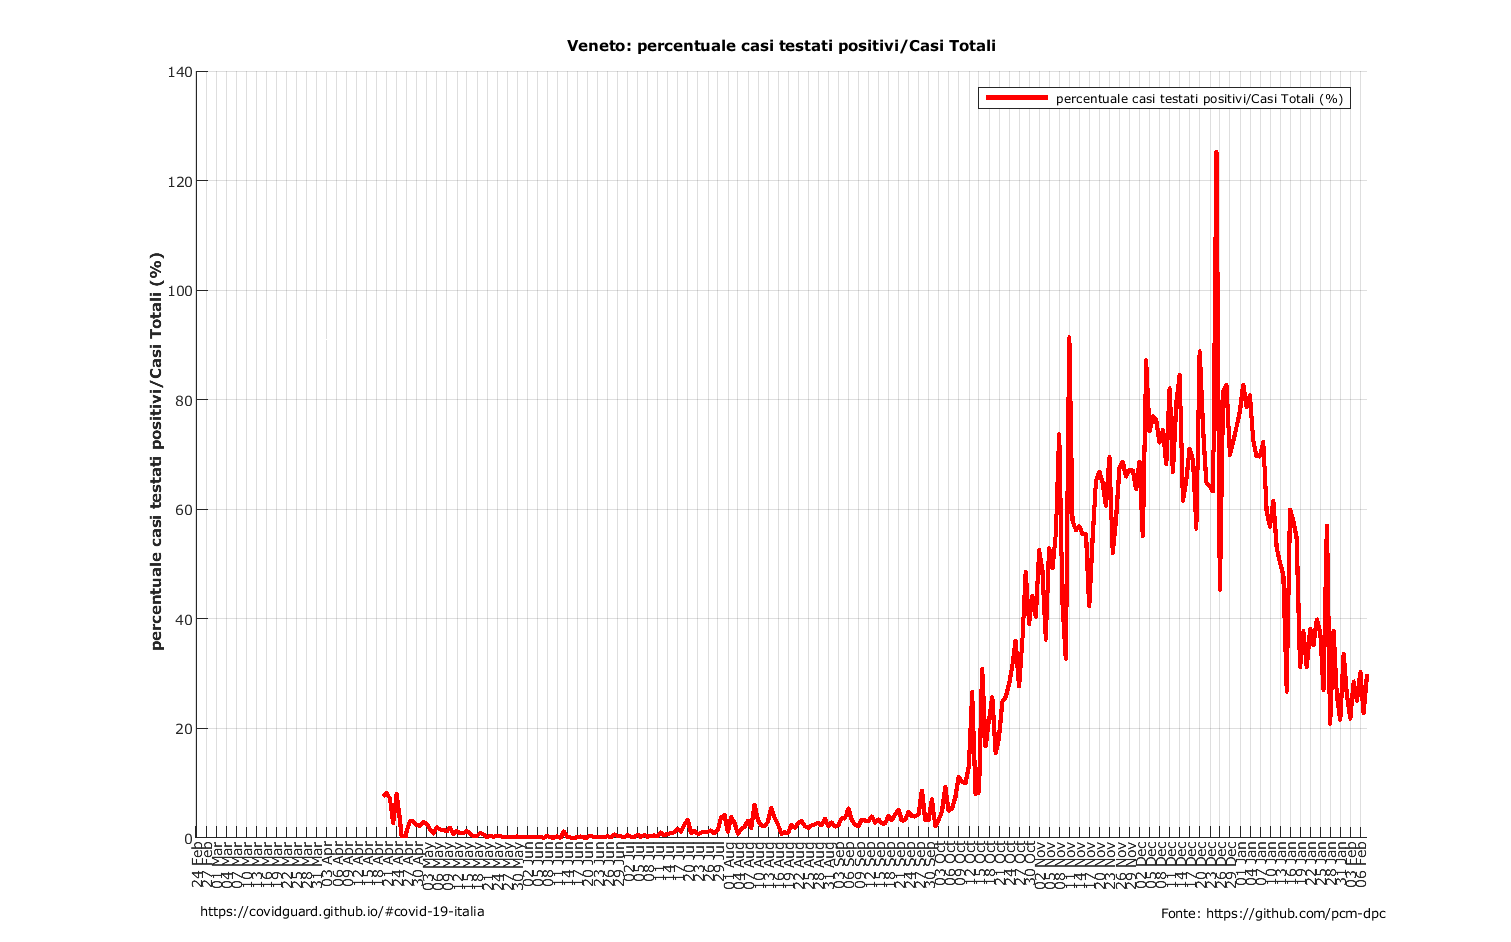 Veneto: percentuale casi testati positivi/Casi Totali
percentuale casi testati positivi/Casi Totali (%)
percentuale casi testati positivi/Casi Totali (%)
140
120
100
80
60
40
20
0
24 Feb
27 Feb
01 Mar
04 Mar
07 Mar
10 Mar
13 Mar
16 Mar
19 Mar
22 Mar
25 Mar
28 Mar
31 Mar
03 Apr
06 Apr
09 Apr
12 Apr
15 Apr
18 Apr
21 Apr
24 Apr
27 Apr
30 Apr
03 May
06 May
09 May
12 May
15 May
18 May
21 May
24 May
27 May
30 May
02 Jun
05 Jun
08 Jun
11 Jun
14 Jun
17 Jun
20 Jun
23 Jun
26 Jun
29 Jun
02 Jul
05 Jul
08 Jul
11 Jul
14 Jul
17 Jul
20 Jul
23 Jul
26 Jul
29 Jul
01 Aug
04 Aug
07 Aug
10 Aug
13 Aug
16 Aug
19 Aug
22 Aug
25 Aug
28 Aug
31 Aug
03 Sep
06 Sep
09 Sep
12 Sep
15 Sep
18 Sep
21 Sep
24 Sep
27 Sep
30 Sep
03 Oct
06 Oct
09 Oct
12 Oct
15 Oct
18 Oct
21 Oct
24 Oct
27 Oct
30 Oct
02 Nov
05 Nov
08 Nov
11 Nov
14 Nov
17 Nov
20 Nov
23 Nov
26 Nov
29 Nov
02 Dec
05 Dec
08 Dec
11 Dec
14 Dec
17 Dec
20 Dec
23 Dec
26 Dec
29 Dec
01 Jan
04 Jan
07 Jan
10 Jan
13 Jan
16 Jan
19 Jan
22 Jan
25 Jan
28 Jan
31 Jan
03 Feb
06 Feb
https://covidguard.github.io/#covid-19-italia
Fonte: https://github.com/pcm-dpc